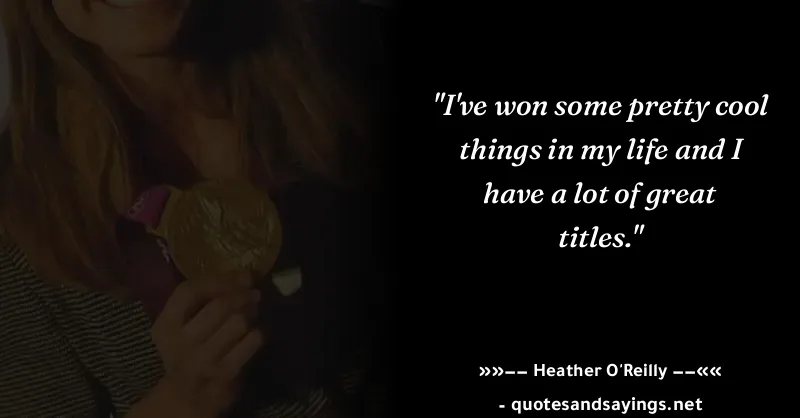 "I've won some pretty cool
things in my life and I
have a lot of great
titles."
»»−− Heather O'Reilly −−««
- quotesandsayings.net